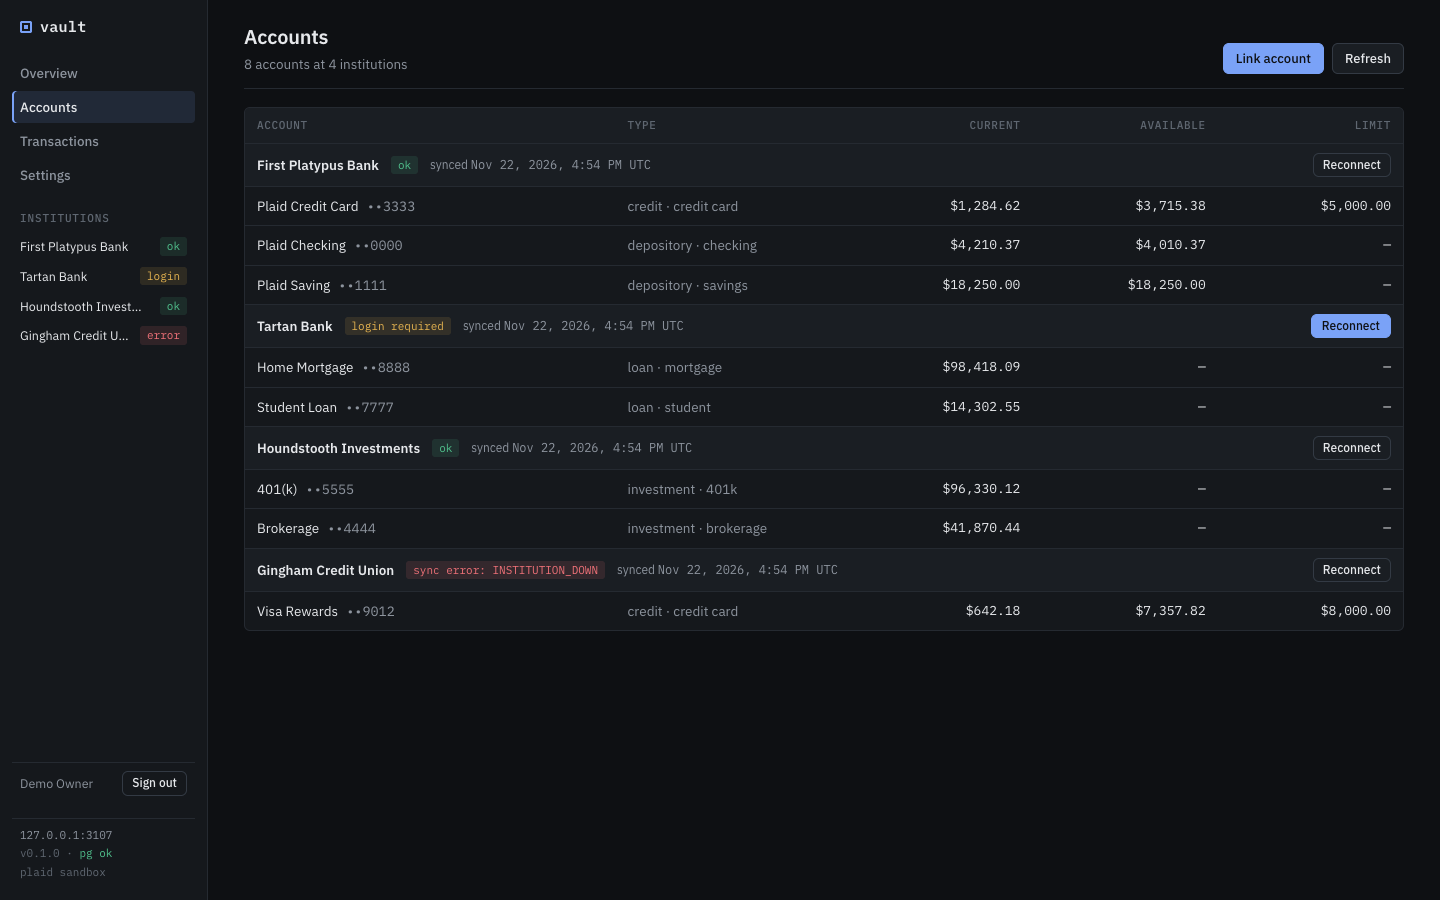 vault
Overview
Accounts
Transactions
Settings
INSTITUTIONS
First Platypus Bank ok
Tartan Bank login
Houndstooth Invest... ok
Gingham Credit U... error
Demo Owner Sign out
127.0.0.1:3107
v0.1.0 · pg ok
plaid sandbox
Accounts
8 accounts at 4 institutions
Link account Refresh
ACCOUNT TYPE CURRENT AVAILABLE LIMIT
First Platypus Bank ok synced Nov 22, 2026, 4:54 PM UTC Reconnect
Plaid Credit Card ••3333 credit · credit card $1,284.62 $3,715.38 $5,000.00
Plaid Checking ••0000 depository · checking $4,210.37 $4,010.37 —
Plaid Saving ••1111 depository · savings $18,250.00 $18,250.00 —
Tartan Bank login required synced Nov 22, 2026, 4:54 PM UTC Reconnect
Home Mortgage ••8888 loan · mortgage $98,418.09 — —
Student Loan ••7777 loan · student $14,302.55 — —
Houndstooth Investments ok synced Nov 22, 2026, 4:54 PM UTC Reconnect
401(k) ••5555 investment · 401k $96,330.12 — —
Brokerage ••4444 investment · brokerage $41,870.44 — —
Gingham Credit Union sync error: INSTITUTION_DOWN synced Nov 22, 2026, 4:54 PM UTC Reconnect
Visa Rewards ••9012 credit · credit card $642.18 $7,357.82 $8,000.00